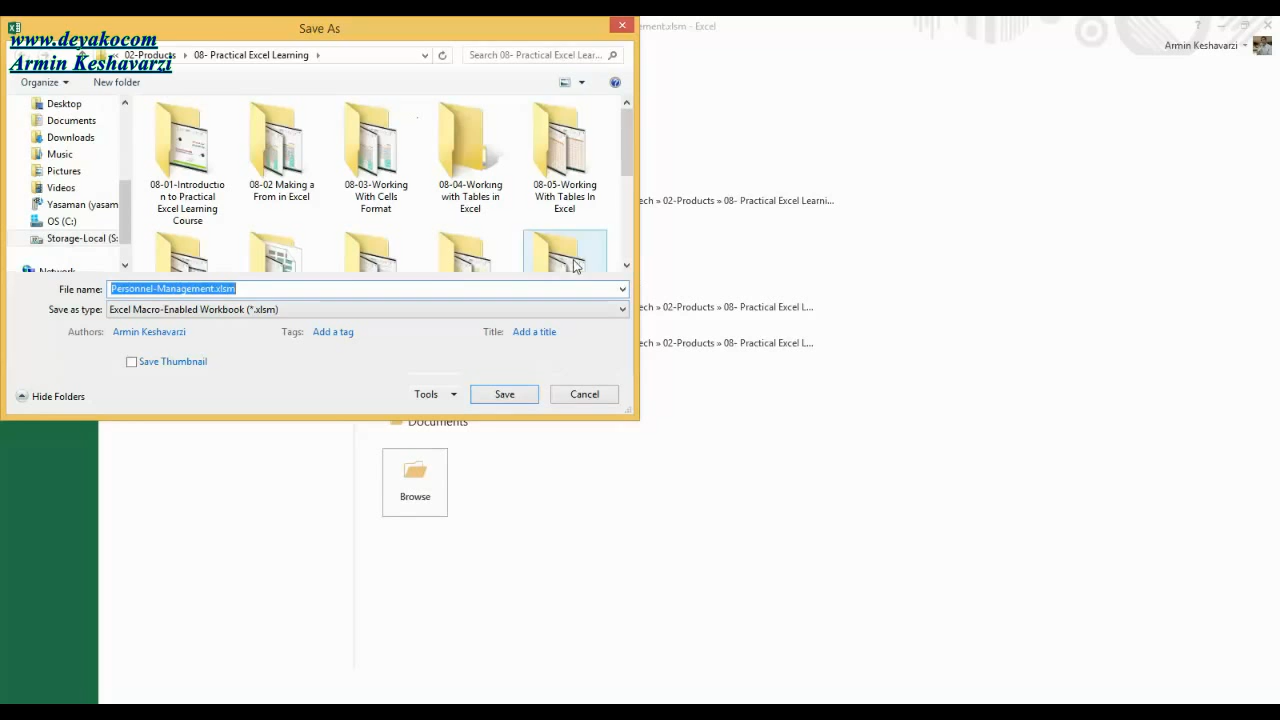 Save As
ment.xlsm - Excel
?
www.deyakocom
Armin Keshavarzi
« 02-Products 08- Practical Excel Learning
Search 08- Practical Excel Lear...
Armin Keshavarzi
Organize
New folder
Desktop
Documents
Downloads
Music
Pictures
Videos
Yasaman (yasam
OS (C:)
Storage-Local (S:
Network
08-01-Introductio
n to Practical
Excel Learning
Course
08-02 Making a
From in Excel
08-03-Working
With Cells
Format
08-04-Working
with Tables in
Excel
08-05-Working
With Tables In
Excel
File name:
Personnel-Management.xlsm
Save as type:
Excel Macro-Enabled Workbook (*.xlsm)
Authors:
Armin Keshavarzi
Tags:
Add a tag
Title:
Add a title
Save Thumbnail
Hide Folders
Tools
Save
Cancel
ech » 02-Products » 08- Practical Excel Learni...
ech » 02-Products » 08- Practical Excel L...
ech » 02-Products » 08- Practical Excel L...
Documents
Browse